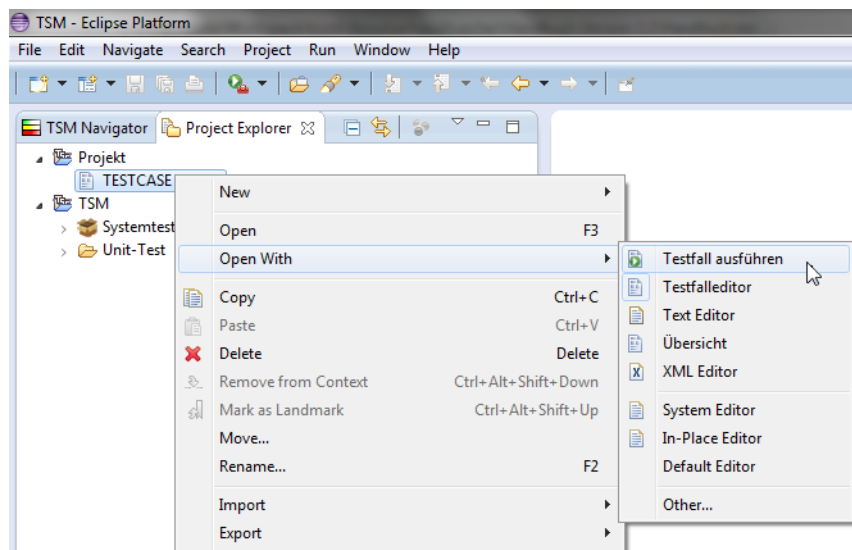 TSM - Eclipse Platform
File Edit Navigate Search Project Run Window Help
TSM Navigator Project Explorer
Projekt
TESTCASE
TSM
Systemtest
Unit-Test
New
Open F3
Open With
Copy Ctrl+C
Paste Ctrl+V
Delete Delete
Remove from Context Ctrl+Alt+Shift+Down
Mark as Landmark Ctrl+Alt+Shift+Up
Move...
Rename... F2
Import
Export
Testfall ausführen
Testfalleditor
Text Editor
Übersicht
XML Editor
System Editor
In-Place Editor
Default Editor
Other...